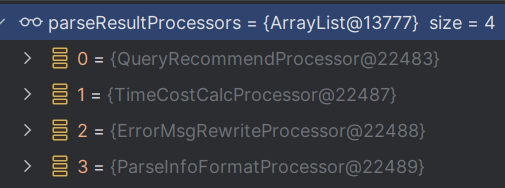 parseResultProcessors = {ArrayList@13777} size = 4
0 = {QueryRecommendProcessor@22483}
1 = {TimeCostCalcProcessor@22487}
2 = {ErrorMsgRewriteProcessor@22488}
3 = {ParseInfoFormatProcessor@22489}